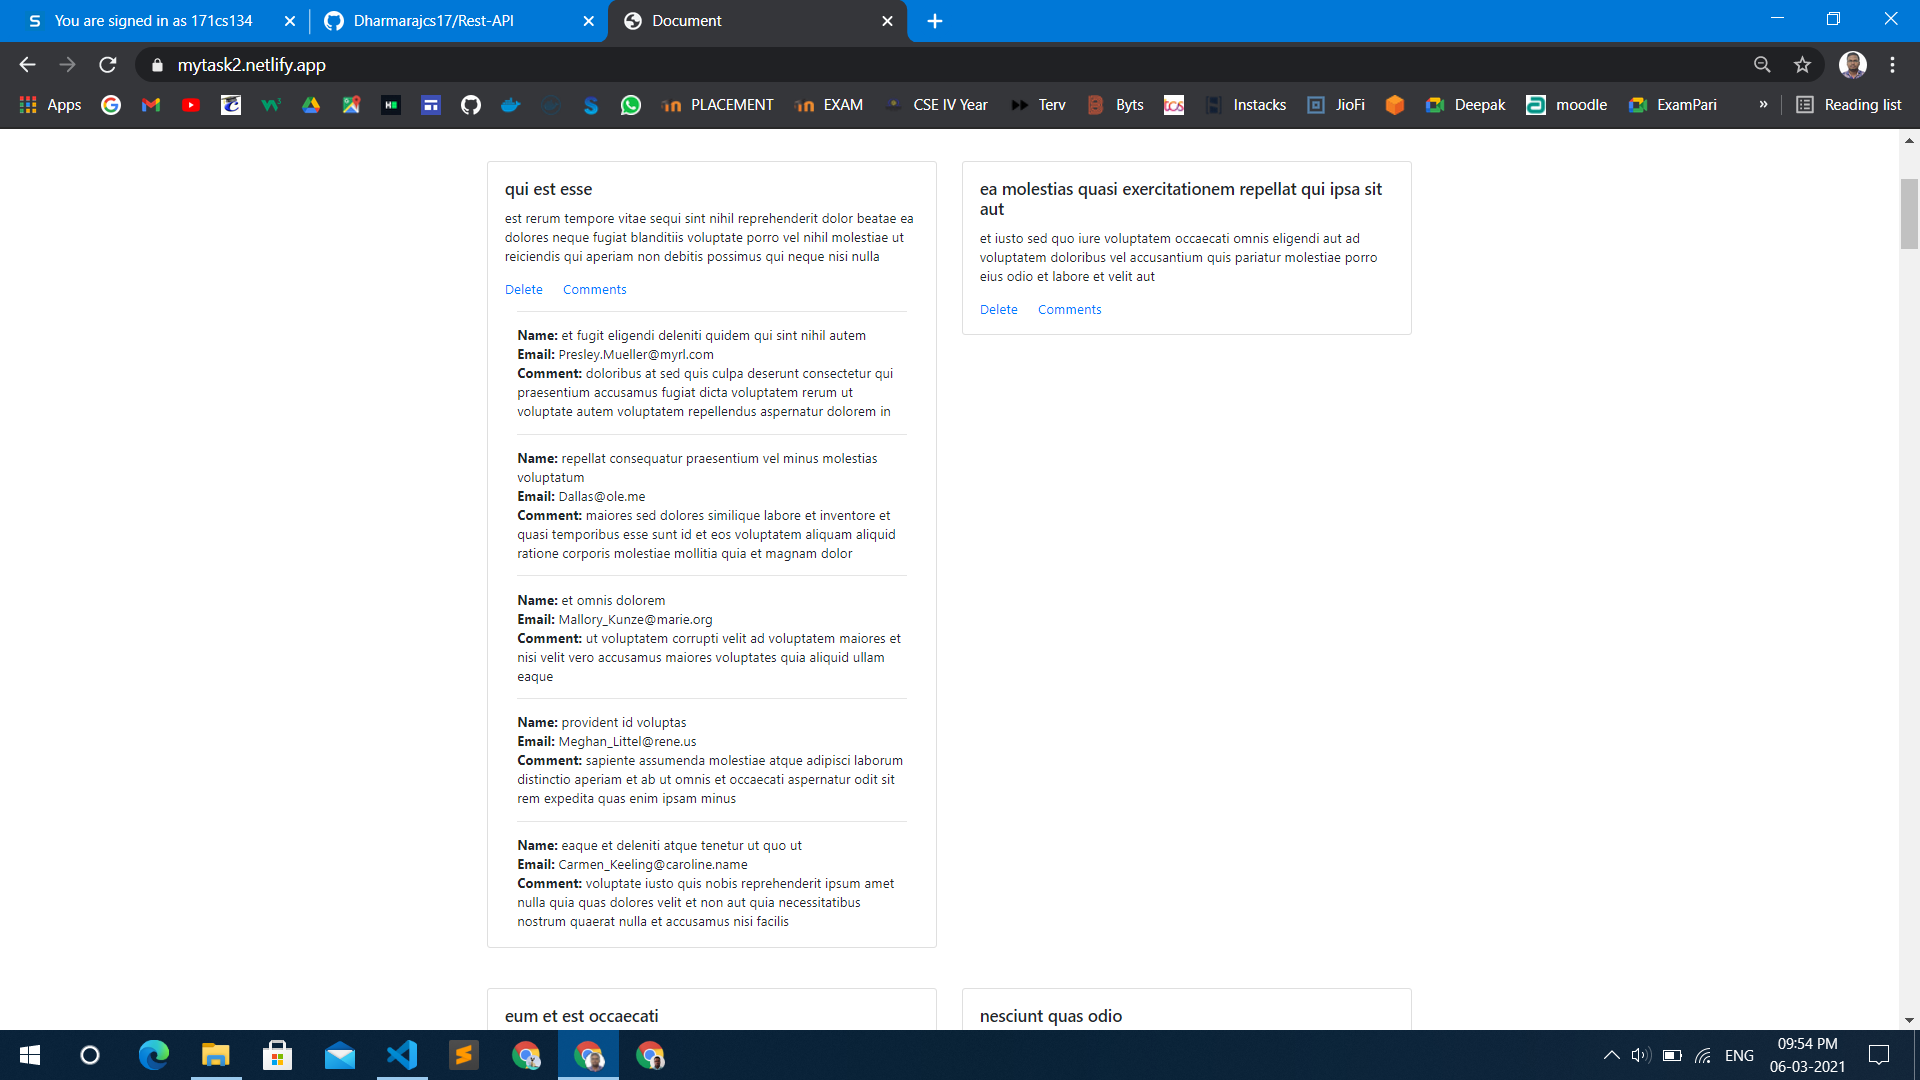 You are signed in as 171cs134
Dharmarajcs17/Rest-API
Document
mytask2.netlify.app
Apps
PLACEMENT
EXAM
CSE IV Year
Terv
Byts
tcs
Instacks
JioFi
Deepak
moodle
ExamPari
»
Reading list
qui est esse
est rerum tempore vitae sequi sint nihil reprehenderit dolor beatae ea
dolores neque fugiat blanditiis voluptate porro vel nihil molestiae ut
reiciendis qui aperiam non debitis possimus qui neque nisi nulla
Delete Comments
Name: et fugit eligendi deleniti quidem qui sint nihil autem
Email: Presley.Mueller@myrl.com
Comment: doloribus at sed quis culpa deserunt consectetur qui
praesentium accusamus fugiat dicta voluptatem rerum ut
voluptate autem voluptatem repellendus aspernatur dolorem in
Name: repellat consequatur praesentium vel minus molestias
voluptatum
Email: Dallas@ole.me
Comment: maiores sed dolores similique labore et inventore et
quasi temporibus esse sunt id et eos voluptatem aliquam aliquid
ratione corporis molestiae mollitia quia et magnam dolor
Name: et omnis dolorem
Email: Mallory_Kunze@marie.org
Comment: ut voluptatem corrupti velit ad voluptatem maiores et
nisi velit vero accusamus maiores voluptates quia aliquid ullam
eaque
Name: provident id voluptas
Email: Meghan_Littel@rene.us
Comment: sapiente assumenda molestiae atque adipisci laborum
distinctio aperiam et ab ut omnis et occaecati aspernatur odit sit
rem expedita quas enim ipsam minus
Name: eaque et deleniti atque tenetur ut quo ut
Email: Carmen_Keeling@caroline.name
Comment: voluptate iusto quis nobis reprehenderit ipsum amet
nulla quia quas dolores velit et non aut quia necessitatibus
nostrum quaerat nulla et accusamus nisi facilis
ea molestias quasi exercitationem repellat qui ipsa sit
aut
et iusto sed quo iure voluptatem occaecati omnis eligendi aut ad
voluptatem doloribus vel accusantium quis pariatur molestiae porro
eius odio et labore et velit aut
Delete Comments
eum et est occaecati
nesciunt quas odio
ENG
09:54 PM
06-03-2021